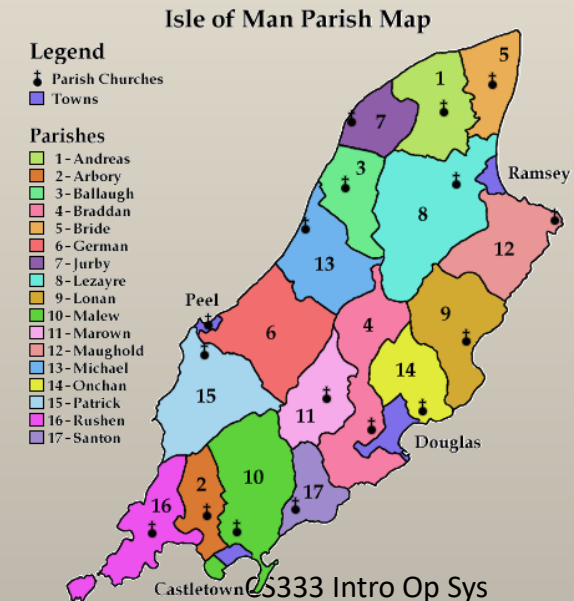 Isle of Man Parish Map
Legend
Parish Churches
Towns
Parishes
1 - Andreas
2 - Arbory
3 - Ballaugh
4 - Braddan
5 - Bride
6 - German
7 - Jurby
8 - Lezayre
9 - Lonan
10 - Malew
11 - Marown
12 - Maughold
13 - Michael
14 - Onchan
15 - Patrick
16 - Rushen
17 - Santon
5
1
7
3
Ramsey
8
12
13
Peel
9
6
4
14
15
11
Douglas
10
2
17
16
Castletown
CS333 Intro Op Sys